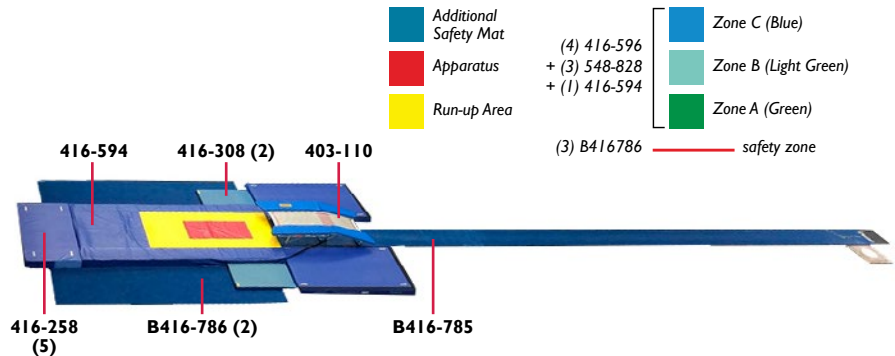 Additional
Safety Mat
Apparatus
Run-up Area
(4) 416-596
+ (3) 548-828
+ (1) 416-594
Zone C (Blue)
Zone B (Light Green)
Zone A (Green)
(3) B416786
safety zone
416-594
416-308 (2)
403-110
416-258
(5)
B416-786 (2)
B416-785